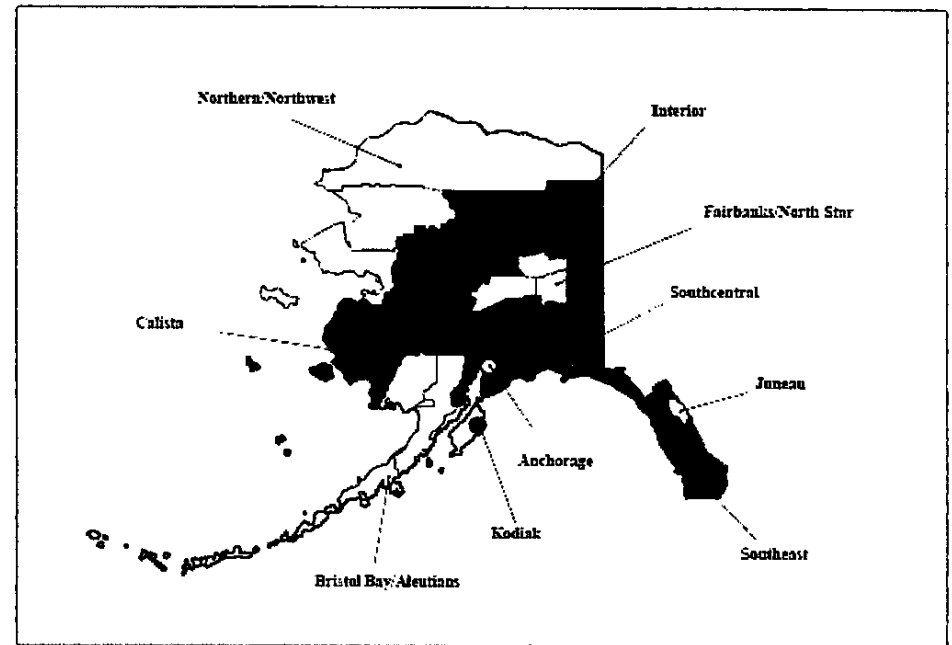 Northern/Northwest
Interior
Fairbanks/North Star
Southcentral
Calista
Juneau
Anchorage
Kodiak
Southeast
Bristol Bay/Aleutians